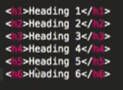 <h1>Heading 1</h1>
<h2>Heading 2</h2>
<h3>Heading 3</h3>
<h4>Heading 4</h4>
<h5>Heading 5</h5>
<h6>Heading 6</h6>